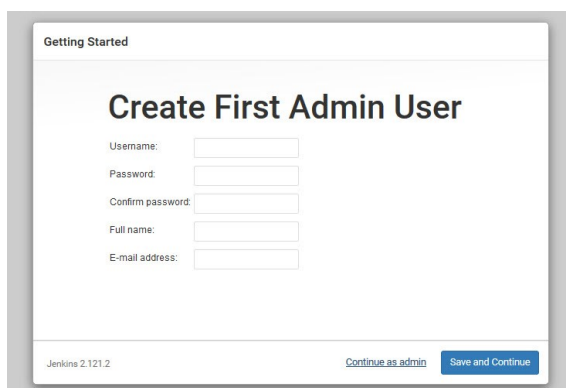 Getting Started
Create First Admin User
Username:
Password:
Confirm password:
Full name:
E-mail address:
Jenkins 2.121.2
Continue as admin
Save and Continue